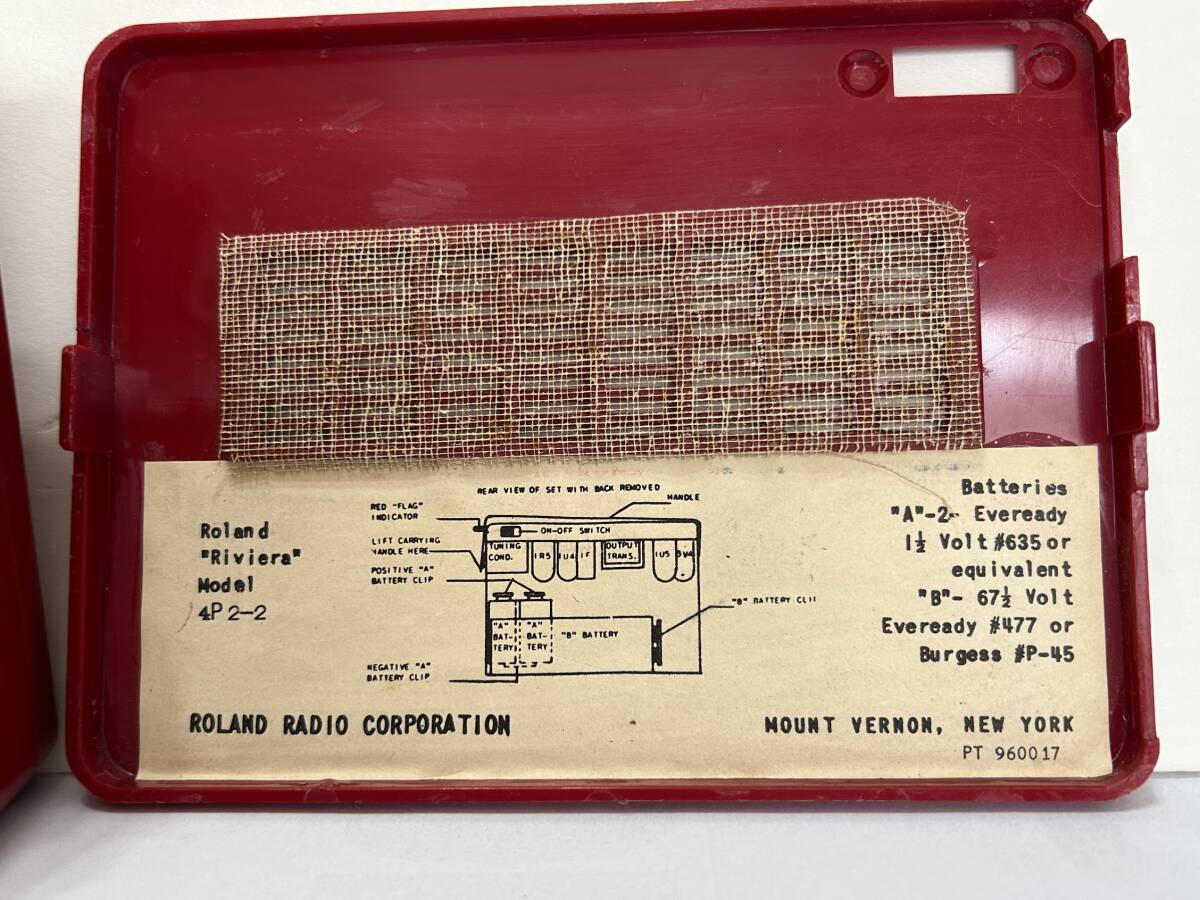 Roland
"Riviera"
Model
4P2-2
REAR VIEW OF SET WITH BACK REMOVED
HANDLE
RED "FLAG"
INDICATOR
ON-OFF SWITCH
LIFT CARRYING
HANDLE HERE
TUNING
COND.
1R5
1U4
IF
OUTPUT
TRANS.
1U5
3V4
POSITIVE "A"
BATTERY CLIP
"B" BATTERY CLIP
"A"
BAT-
TERY
"A"
BAT-
TERY
"B" BATTERY
NEGATIVE "A"
BATTERY CLIP
Batteries
"A"-2- Eveready
1½ Volt #635 or
equivalent
"B"- 67½ Volt
Eveready #477 or
Burgess #P-45
ROLAND RADIO CORPORATION
MOUNT VERNON, NEW YORK
PT 960017